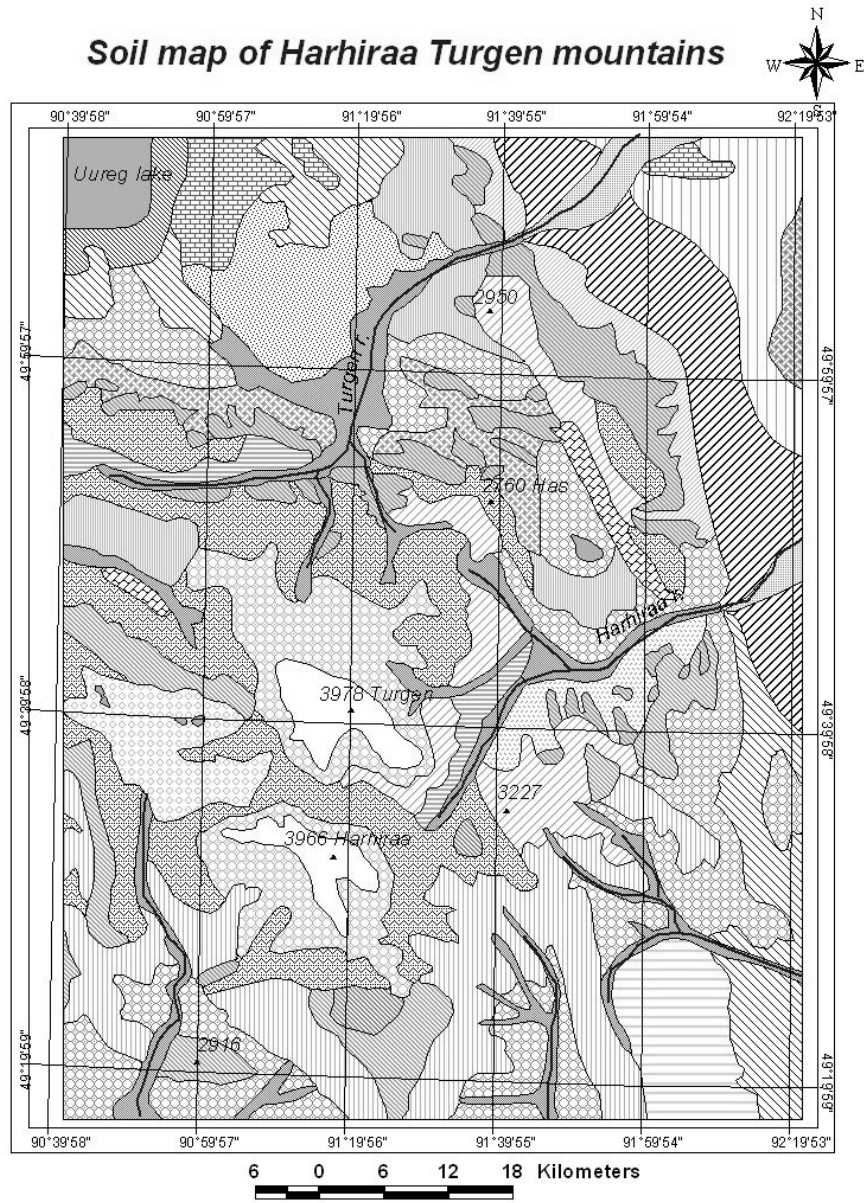 N
Soil map of Harhiraa Turgen mountains
W E
S
90°39'58" 90°59'57" 91°19'56" 91°39'55" 91°59'54" 92°19'53"
Uureg lake
2950
49°59'57"
Turgen r.
49°59'57"
2760 Has
Harhiraa r.
3978 Turgen
49°39'58"
49°39'58"
3227
3966 Harhiraa
2916
49°19'59"
49°19'59"
90°39'58" 90°59'57" 91°19'56" 91°39'55" 91°59'54" 92°19'53"
6 0 6 12 18 Kilometers